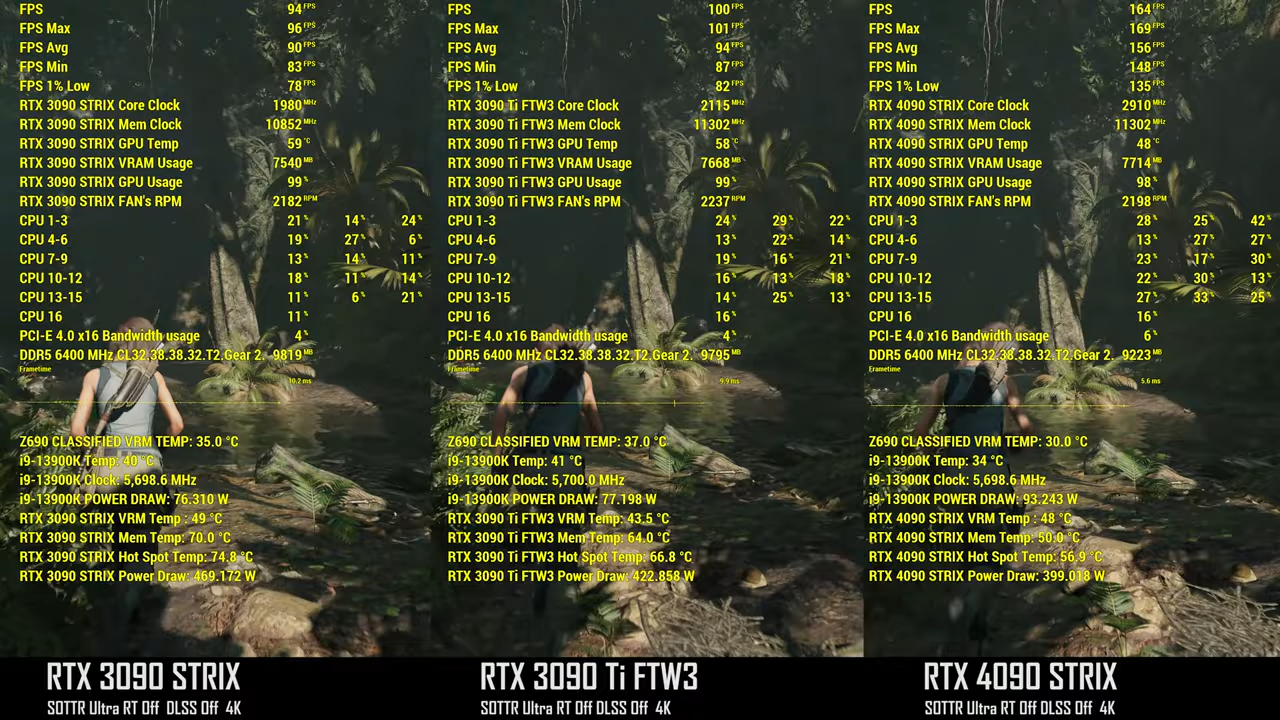 FPS 94 FPS
FPS Max 96 FPS
FPS Avg 90 FPS
FPS Min 83 FPS
FPS 1% Low 78 FPS
RTX 3090 STRIX Core Clock 1980 MHz
RTX 3090 STRIX Mem Clock 10852 MHz
RTX 3090 STRIX GPU Temp 59 °C
RTX 3090 STRIX VRAM Usage 7540 MB
RTX 3090 STRIX GPU Usage 99 %
RTX 3090 STRIX FAN's RPM 2182 RPM
CPU 1-3 21 % 14 % 24 %
CPU 4-6 19 % 27 % 6 %
CPU 7-9 13 % 14 % 11 %
CPU 10-12 18 % 11 % 14 %
CPU 13-15 11 % 6 % 21 %
CPU 16 11 %
PCI-E 4.0 x16 Bandwidth usage 4 %
DDR5 6400 MHz CL32.38.38.32.T2.Gear 2. 9819 MB
Frametime
10.2 ms
Z690 CLASSIFIED VRM TEMP: 35.0 °C
i9-13900K Temp: 40 °C
i9-13900K Clock: 5,698.6 MHz
i9-13900K POWER DRAW: 76.310 W
RTX 3090 STRIX VRM Temp : 49 °C
RTX 3090 STRIX Mem Temp: 70.0 °C
RTX 3090 STRIX Hot Spot Temp: 74.8 °C
RTX 3090 STRIX Power Draw: 469.172 W
RTX 3090 STRIX
SOTTR Ultra RT Off DLSS Off 4K
FPS 100 FPS
FPS Max 101 FPS
FPS Avg 94 FPS
FPS Min 87 FPS
FPS 1% Low 82 FPS
RTX 3090 Ti FTW3 Core Clock 2115 MHz
RTX 3090 Ti FTW3 Mem Clock 11302 MHz
RTX 3090 Ti FTW3 GPU Temp 58 °C
RTX 3090 Ti FTW3 VRAM Usage 7668 MB
RTX 3090 Ti FTW3 GPU Usage 99 %
RTX 3090 Ti FTW3 FAN's RPM 2237 RPM
CPU 1-3 24 % 29 % 22 %
CPU 4-6 13 % 22 % 14 %
CPU 7-9 19 % 16 % 21 %
CPU 10-12 16 % 13 % 18 %
CPU 13-15 14 % 25 % 13 %
CPU 16 16 %
PCI-E 4.0 x16 Bandwidth usage 4 %
DDR5 6400 MHz CL32.38.38.32.T2.Gear 2. 9795 MB
Frametime
9.9 ms
Z690 CLASSIFIED VRM TEMP: 37.0 °C
i9-13900K Temp: 41 °C
i9-13900K Clock: 5,700.0 MHz
i9-13900K POWER DRAW: 77.198 W
RTX 3090 Ti FTW3 VRM Temp: 43.5 °C
RTX 3090 Ti FTW3 Mem Temp: 64.0 °C
RTX 3090 Ti FTW3 Hot Spot Temp: 66.8 °C
RTX 3090 Ti FTW3 Power Draw: 422.858 W
RTX 3090 Ti FTW3
SOTTR Ultra RT Off DLSS Off 4K
FPS 164 FPS
FPS Max 169 FPS
FPS Avg 156 FPS
FPS Min 148 FPS
FPS 1% Low 135 FPS
RTX 4090 STRIX Core Clock 2910 MHz
RTX 4090 STRIX Mem Clock 11302 MHz
RTX 4090 STRIX GPU Temp 48 °C
RTX 4090 STRIX VRAM Usage 7714 MB
RTX 4090 STRIX GPU Usage 98 %
RTX 4090 STRIX FAN's RPM 2198 RPM
CPU 1-3 28 % 25 % 42 %
CPU 4-6 13 % 27 % 27 %
CPU 7-9 23 % 17 % 30 %
CPU 10-12 22 % 30 % 13 %
CPU 13-15 27 % 33 % 25 %
CPU 16 16 %
PCI-E 4.0 x16 Bandwidth usage 6 %
DDR5 6400 MHz CL32.38.38.32.T2.Gear 2. 9223 MB
Frametime
5.6 ms
Z690 CLASSIFIED VRM TEMP: 30.0 °C
i9-13900K Temp: 34 °C
i9-13900K Clock: 5,698.6 MHz
i9-13900K POWER DRAW: 93.243 W
RTX 4090 STRIX VRM Temp : 48 °C
RTX 4090 STRIX Mem Temp: 50.0 °C
RTX 4090 STRIX Hot Spot Temp: 56.9 °C
RTX 4090 STRIX Power Draw: 399.018 W
RTX 4090 STRIX
SOTTR Ultra RT Off DLSS Off 4K